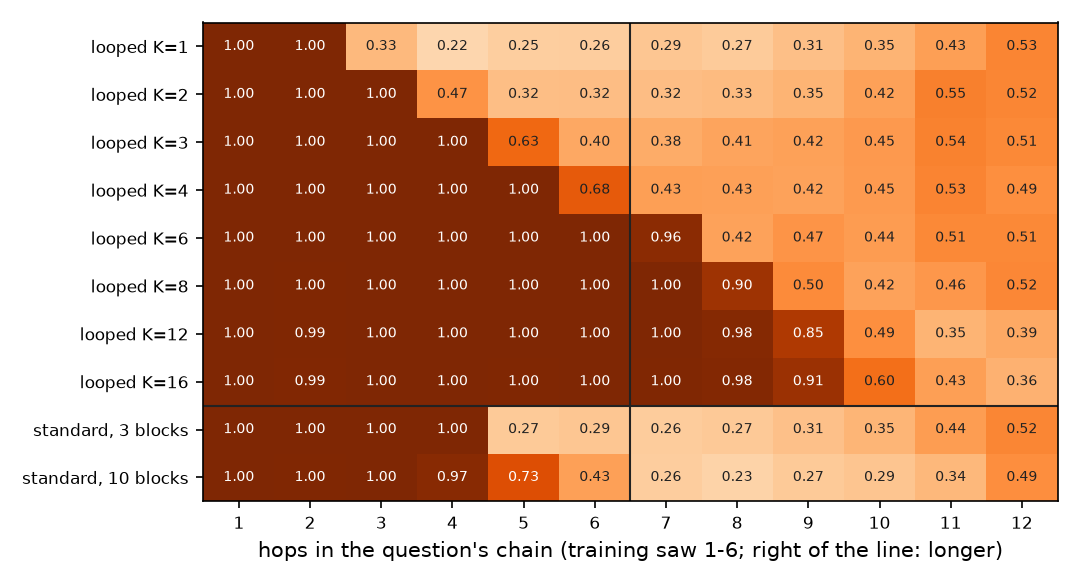 looped K=1 1.00 1.00 0.33 0.22 0.25 0.26 0.29 0.27 0.31 0.35 0.43 0.53
looped K=2 1.00 1.00 1.00 0.47 0.32 0.32 0.32 0.33 0.35 0.42 0.55 0.52
looped K=3 1.00 1.00 1.00 1.00 0.63 0.40 0.38 0.41 0.42 0.45 0.54 0.51
looped K=4 1.00 1.00 1.00 1.00 1.00 0.68 0.43 0.43 0.42 0.45 0.53 0.49
looped K=6 1.00 1.00 1.00 1.00 1.00 1.00 0.96 0.42 0.47 0.44 0.51 0.51
looped K=8 1.00 1.00 1.00 1.00 1.00 1.00 1.00 0.90 0.50 0.42 0.46 0.52
looped K=12 1.00 0.99 1.00 1.00 1.00 1.00 1.00 0.98 0.85 0.49 0.35 0.39
looped K=16 1.00 0.99 1.00 1.00 1.00 1.00 1.00 0.98 0.91 0.60 0.43 0.36
standard, 3 blocks 1.00 1.00 1.00 1.00 0.27 0.29 0.26 0.27 0.31 0.35 0.44 0.52
standard, 10 blocks 1.00 1.00 1.00 0.97 0.73 0.43 0.26 0.23 0.27 0.29 0.34 0.49
1 2 3 4 5 6 7 8 9 10 11 12
hops in the question's chain (training saw 1-6; right of the line: longer)